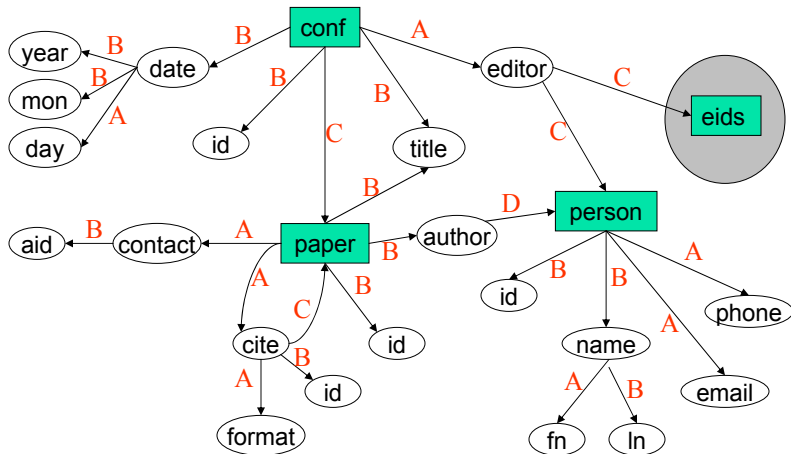 conf
A
B
year
B
date
editor
B
B
B
C
mon
A
eids
day
id
C
title
C
B
D
person
B
A
author
aid
contact
paper
B
A
B
B
A
id
phone
B
C
A
cite
id
name
B
A
id
email
A
B
format
fn
ln